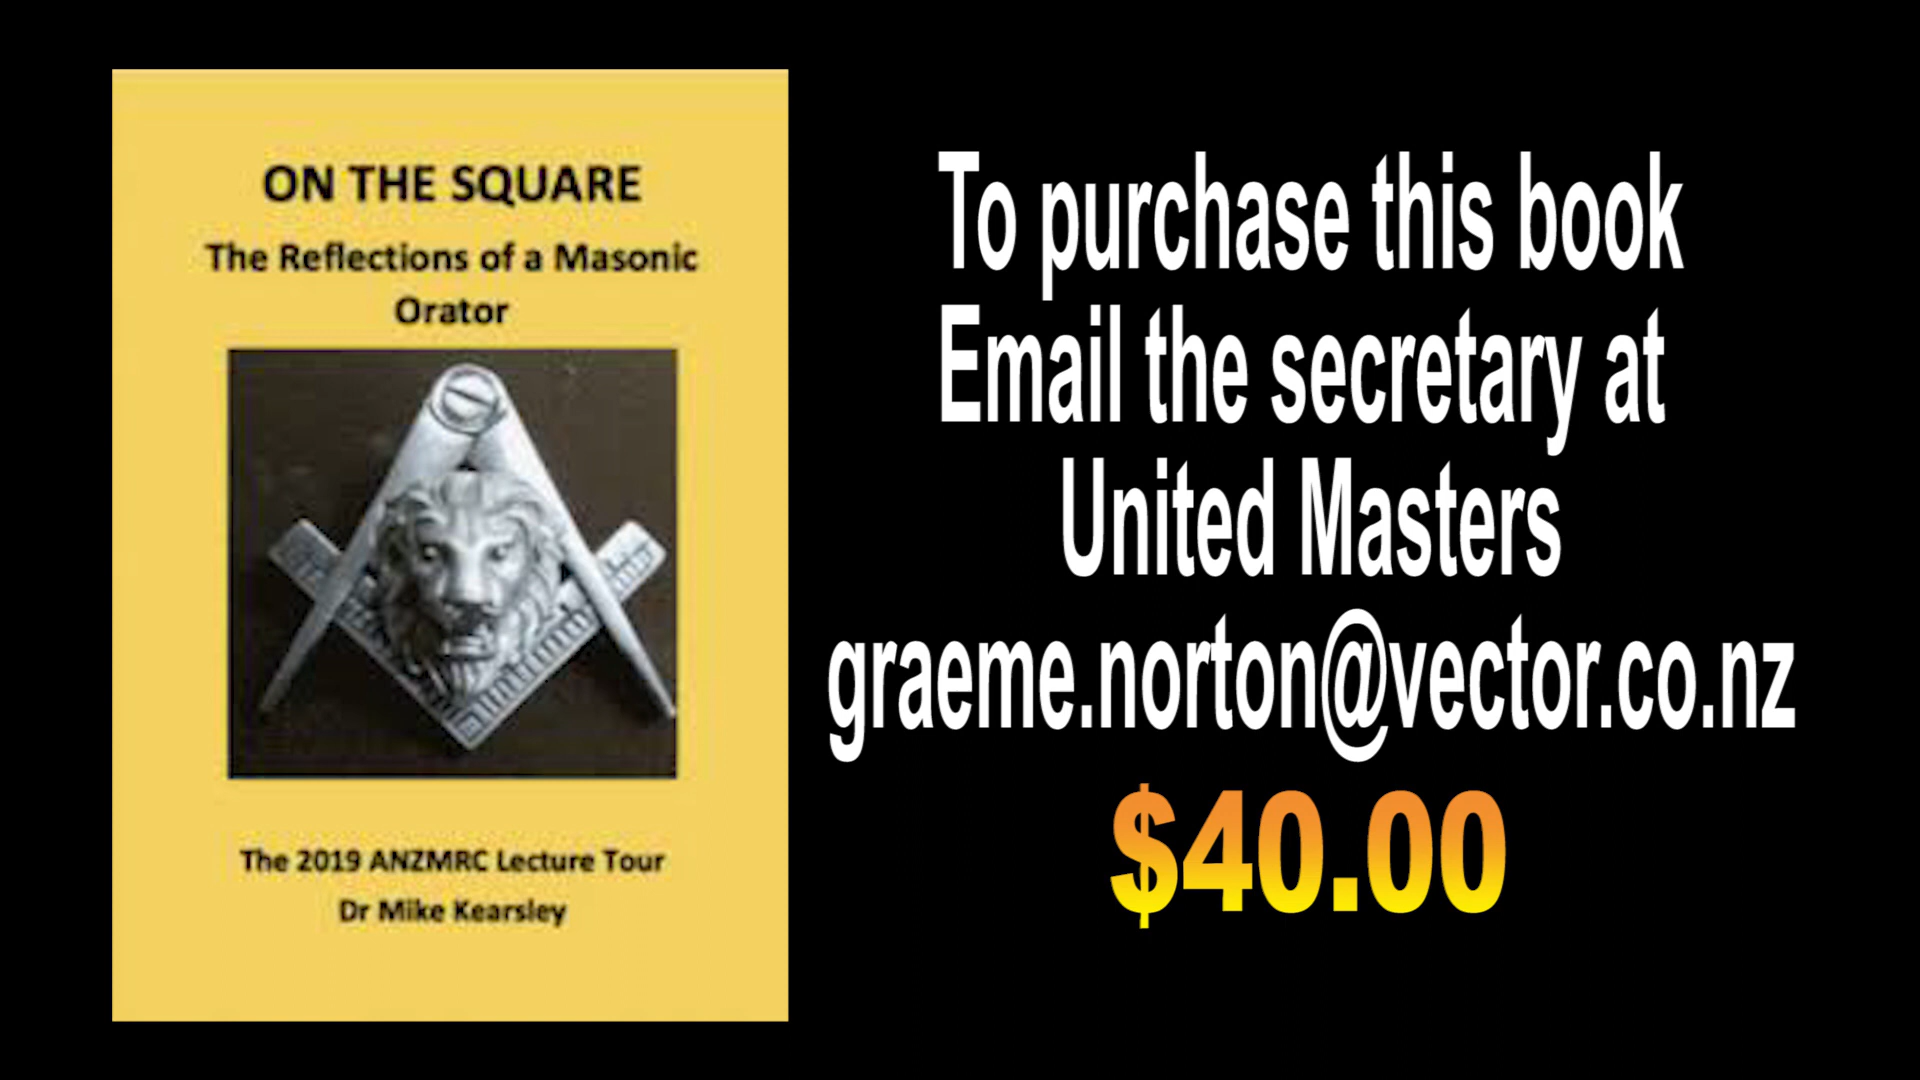 ON THE SQUARE
The Reflections of a Masonic
Orator
The 2019 ANZMRC Lecture Tour
Dr Mike Kearsley
To purchase this book
Email the secretary at
United Masters
graeme.norton@vector.co.nz
$40.00